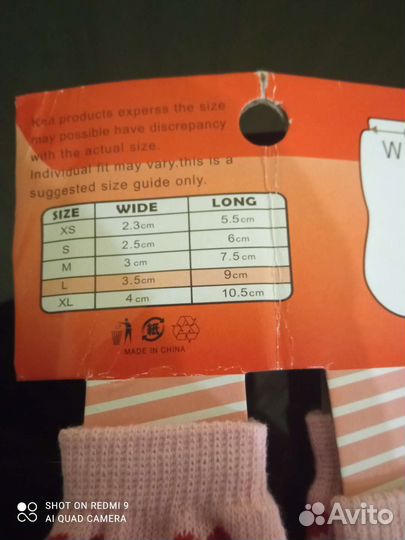 Kea products experss the size
may possible have discrepancy
with the actual size.
Individual fit may vary,this is a
suggested size guide only.
SIZE WIDE LONG
XS 2.3cm 5.5cm
S 2.5cm 6cm
M 3cm 7.5cm
L 3.5cm 9cm
XL 4cm 10.5cm
紙
MADE IN CHINA
W
SHOT ON REDMI 9
AI QUAD CAMERA
Avito